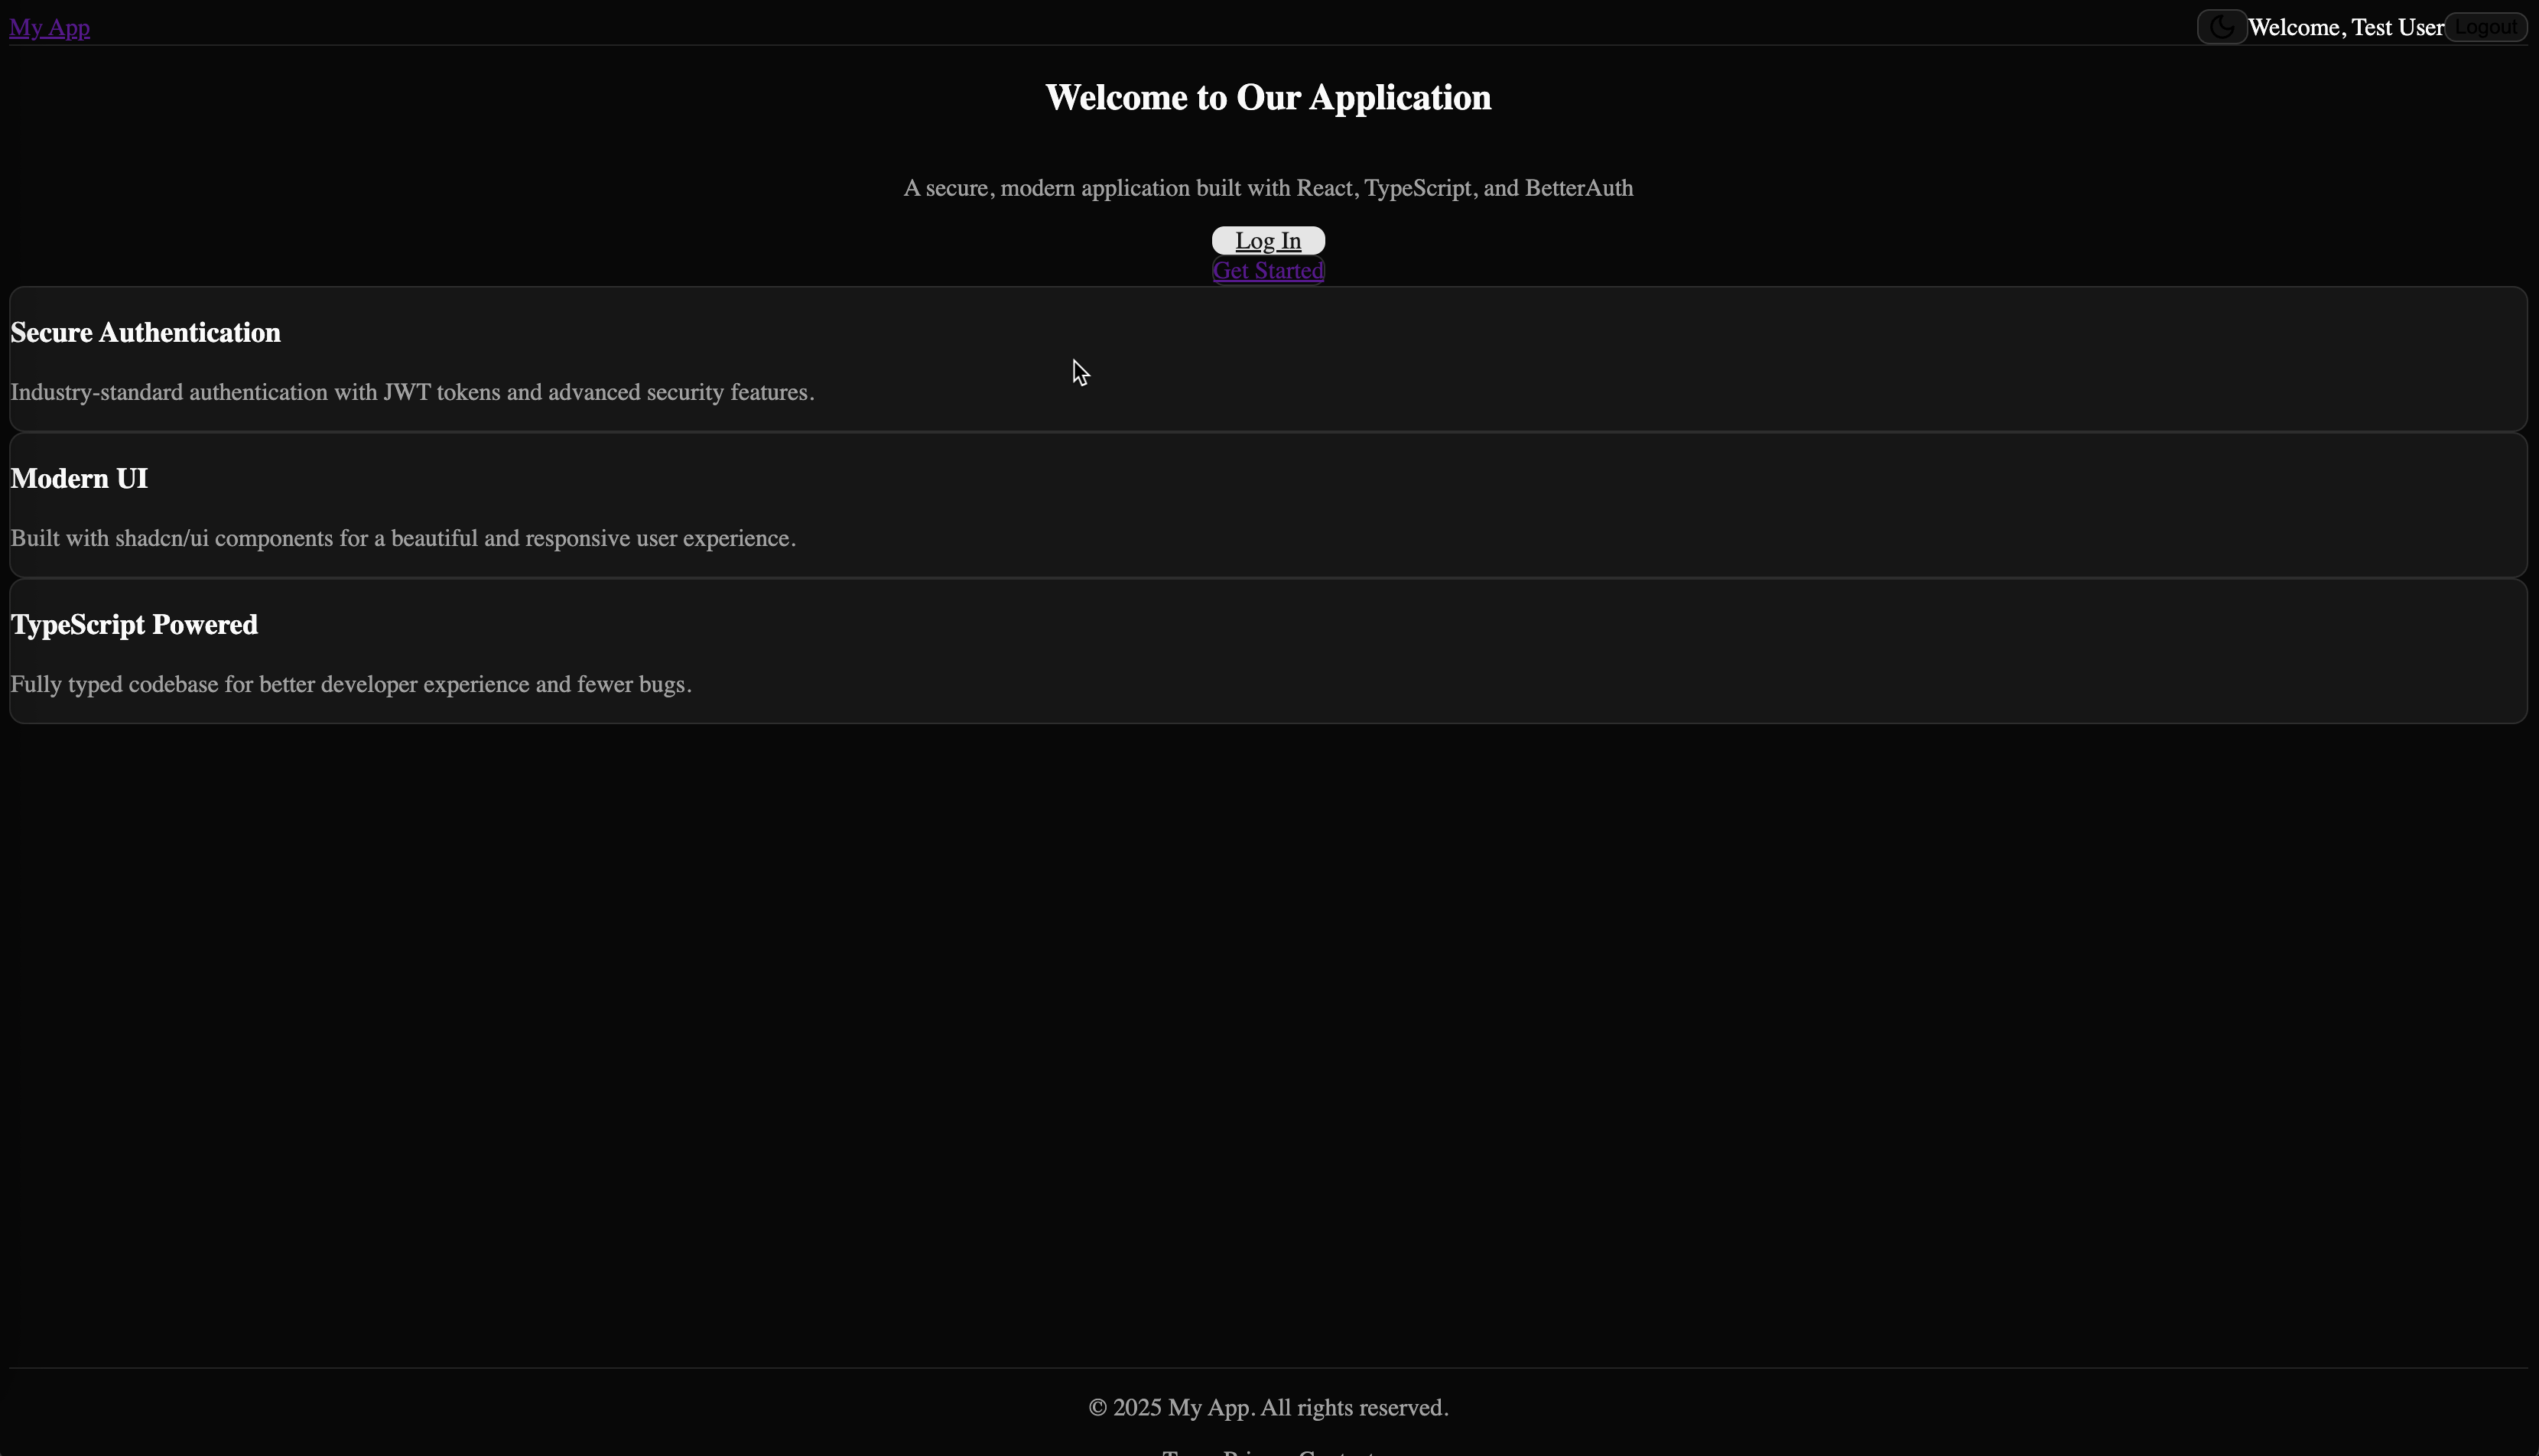 My App
Welcome, Test User Logout
Welcome to Our Application
A secure, modern application built with React, TypeScript, and BetterAuth
Log In
Get Started
Secure Authentication
Industry-standard authentication with JWT tokens and advanced security features.
Modern UI
Built with shadcn/ui components for a beautiful and responsive user experience.
TypeScript Powered
Fully typed codebase for better developer experience and fewer bugs.
© 2025 My App. All rights reserved.